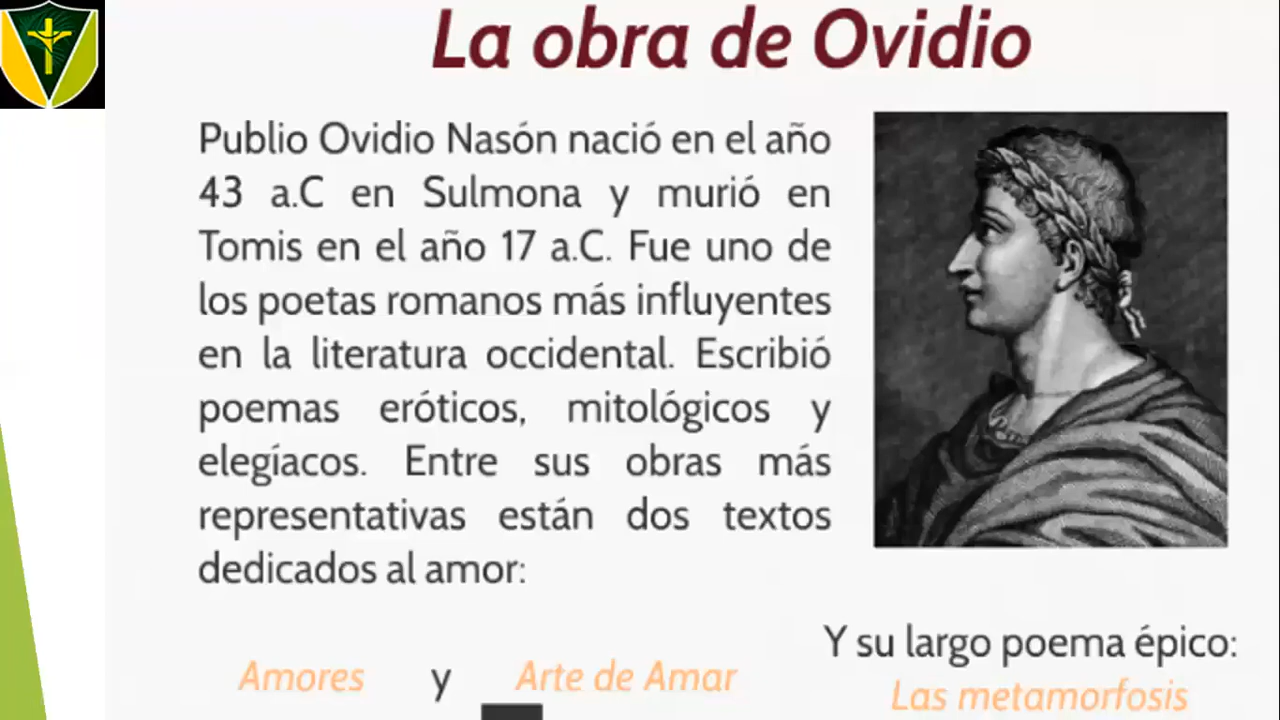 La obra de Ovidio
Publio Ovidio Nasón nació en el año
43 a.C en Sulmona y murió en
Tomis en el año 17 a.C. Fue uno de
los poetas romanos más influyentes
en la literatura occidental. Escribió
poemas eróticos, mitológicos y
elegíacos. Entre sus obras más
representativas están dos textos
dedicados al amor:
Amores y Arte de Amar
Y su largo poema épico:
Las metamorfosis